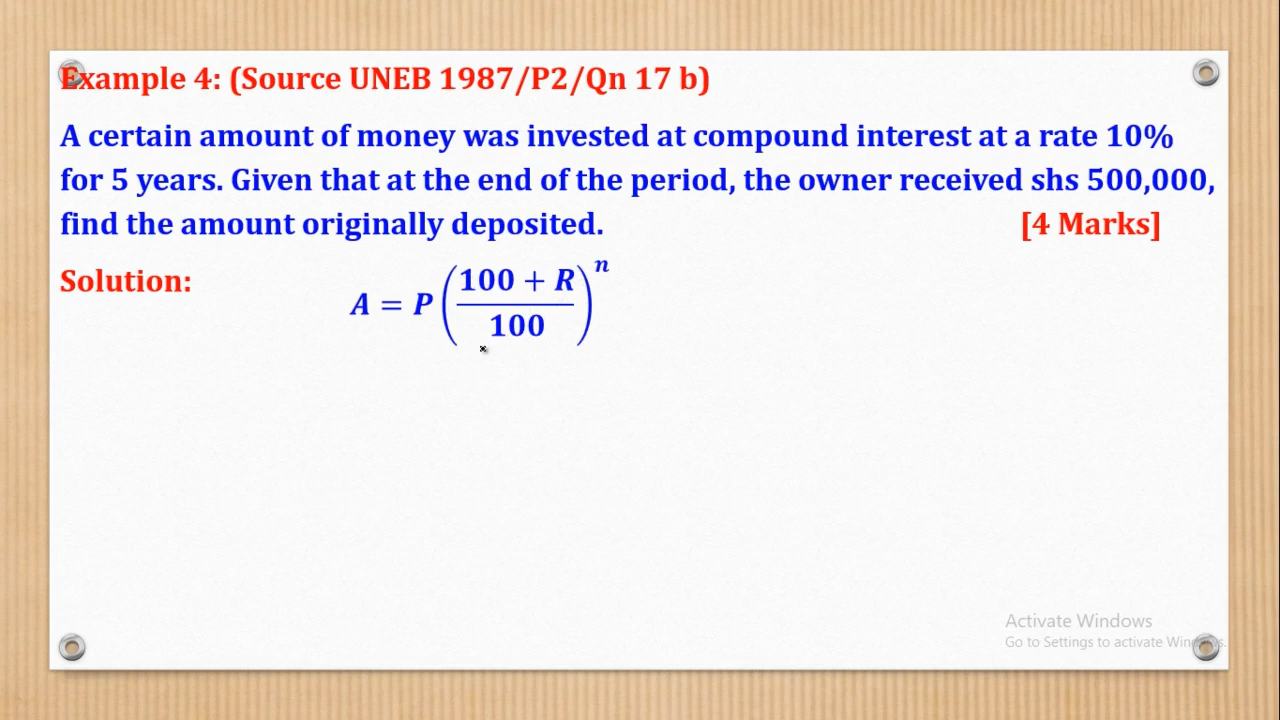 Example 4: (Source UNEB 1987/P2/Qn 17 b)
A certain amount of money was invested at compound interest at a rate 10%
for 5 years. Given that at the end of the period, the owner received shs 500,000,
find the amount originally deposited. [4 Marks]
Solution: A = P ( (100 + R) / 100 )^n
Activate Windows
Go to Settings to activate Windows.